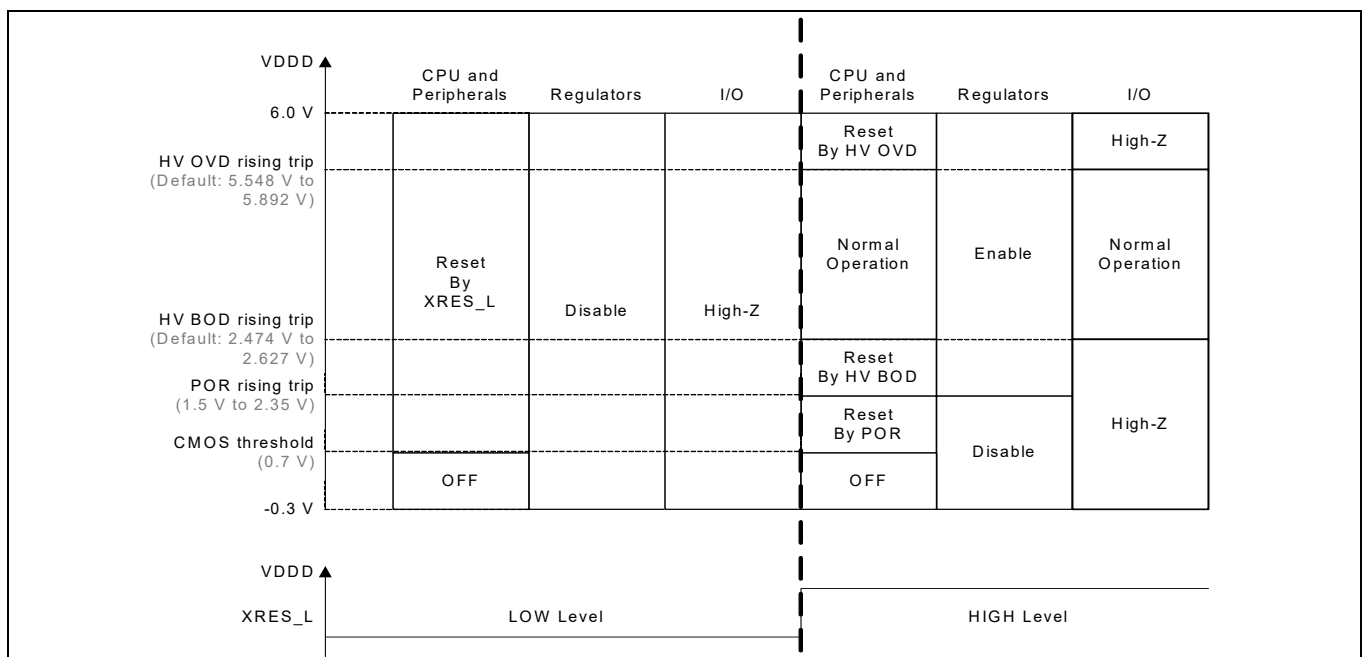 VDDD
CPU and
Peripherals
Regulators
I/O
CPU and
Peripherals
Regulators
I/O
6.0 V
HV OVD rising trip
(Default: 5.548 V to
5.892 V)
HV BOD rising trip
(Default: 2.474 V to
2.627 V)
POR rising trip
(1.5 V to 2.35 V)
CMOS threshold
(0.7 V)
-0.3 V
Reset
By
XRES_L
OFF
Disable
High-Z
Reset
By HV OVD
Normal
Operation
Reset
By HV BOD
Reset
By POR
OFF
Enable
Disable
High-Z
Normal
Operation
High-Z
VDDD
XRES_L
LOW Level
HIGH Level